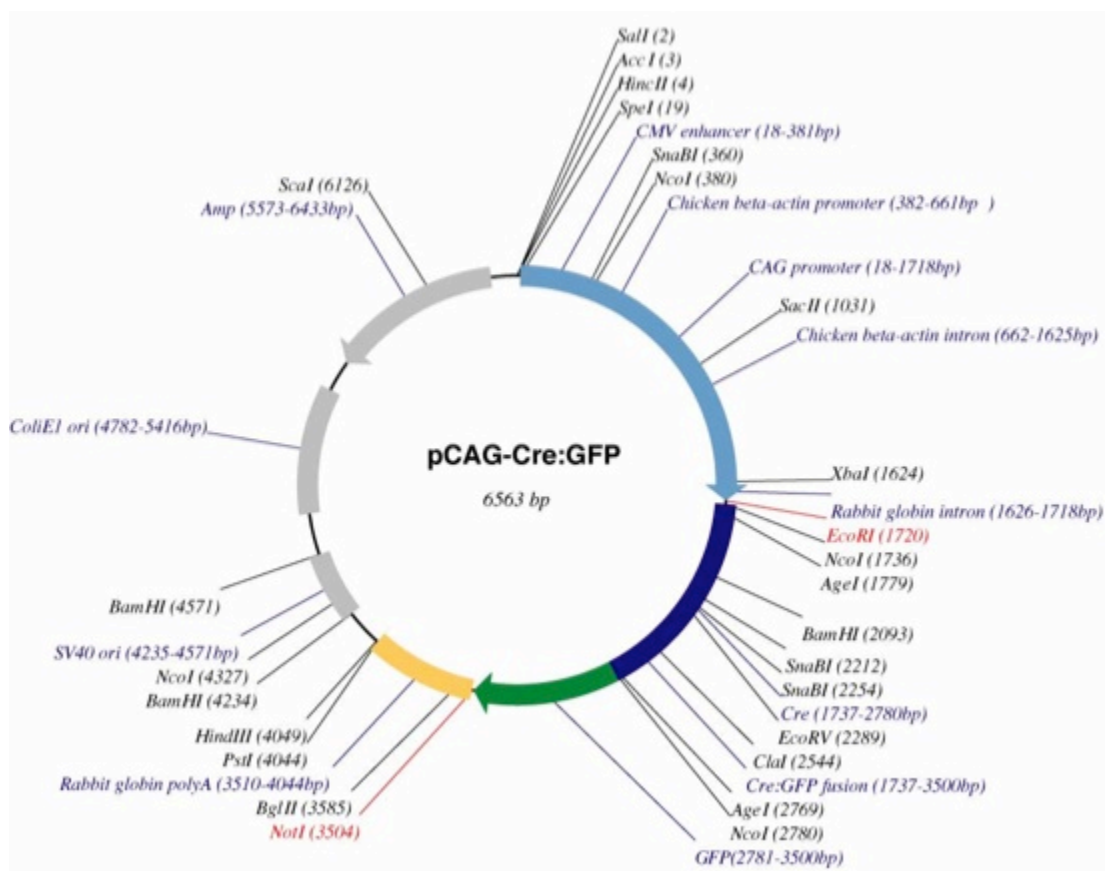 SalI (2)
Acc I (3)
HincII (4)
SpeI (19)
CMV enhancer (18-381bp)
SnaBI (360)
NcoI (380)
Chicken beta-actin promoter (382-661bp )
CAG promoter (18-1718bp)
SacII (1031)
Chicken beta-actin intron (662-1625bp)
XbaI (1624)
Rabbit globin intron (1626-1718bp)
EcoRI (1720)
NcoI (1736)
AgeI (1779)
BamHI (2093)
SnaBI (2212)
SnaBI (2254)
Cre (1737-2780bp)
EcoRV (2289)
ClaI (2544)
Cre:GFP fusion (1737-3500bp)
AgeI (2769)
NcoI (2780)
GFP(2781-3500bp)
NotI (3504)
BglII (3585)
Rabbit globin polyA (3510-4044bp)
PstI (4044)
HindIII (4049)
BamHI (4234)
NcoI (4327)
SV40 ori (4235-4571bp)
BamHI (4571)
ColiE1 ori (4782-5416bp)
Amp (5573-6433bp)
ScaI (6126)
pCAG-Cre:GFP
6563 bp